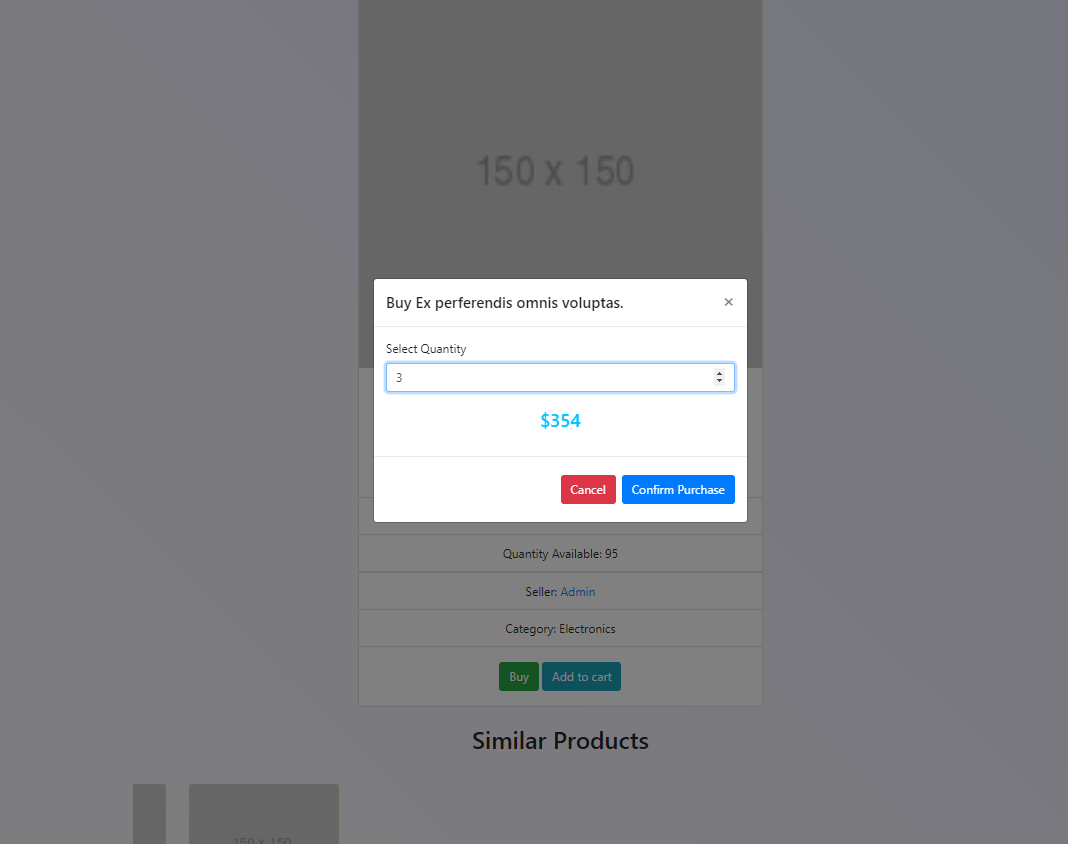 150 x 150
Buy Ex perferendis omnis voluptas.
×
Select Quantity
3
$354
Cancel Confirm Purchase
Quantity Available: 95
Seller: Admin
Category: Electronics
Buy Add to cart
Similar Products
150 x 150